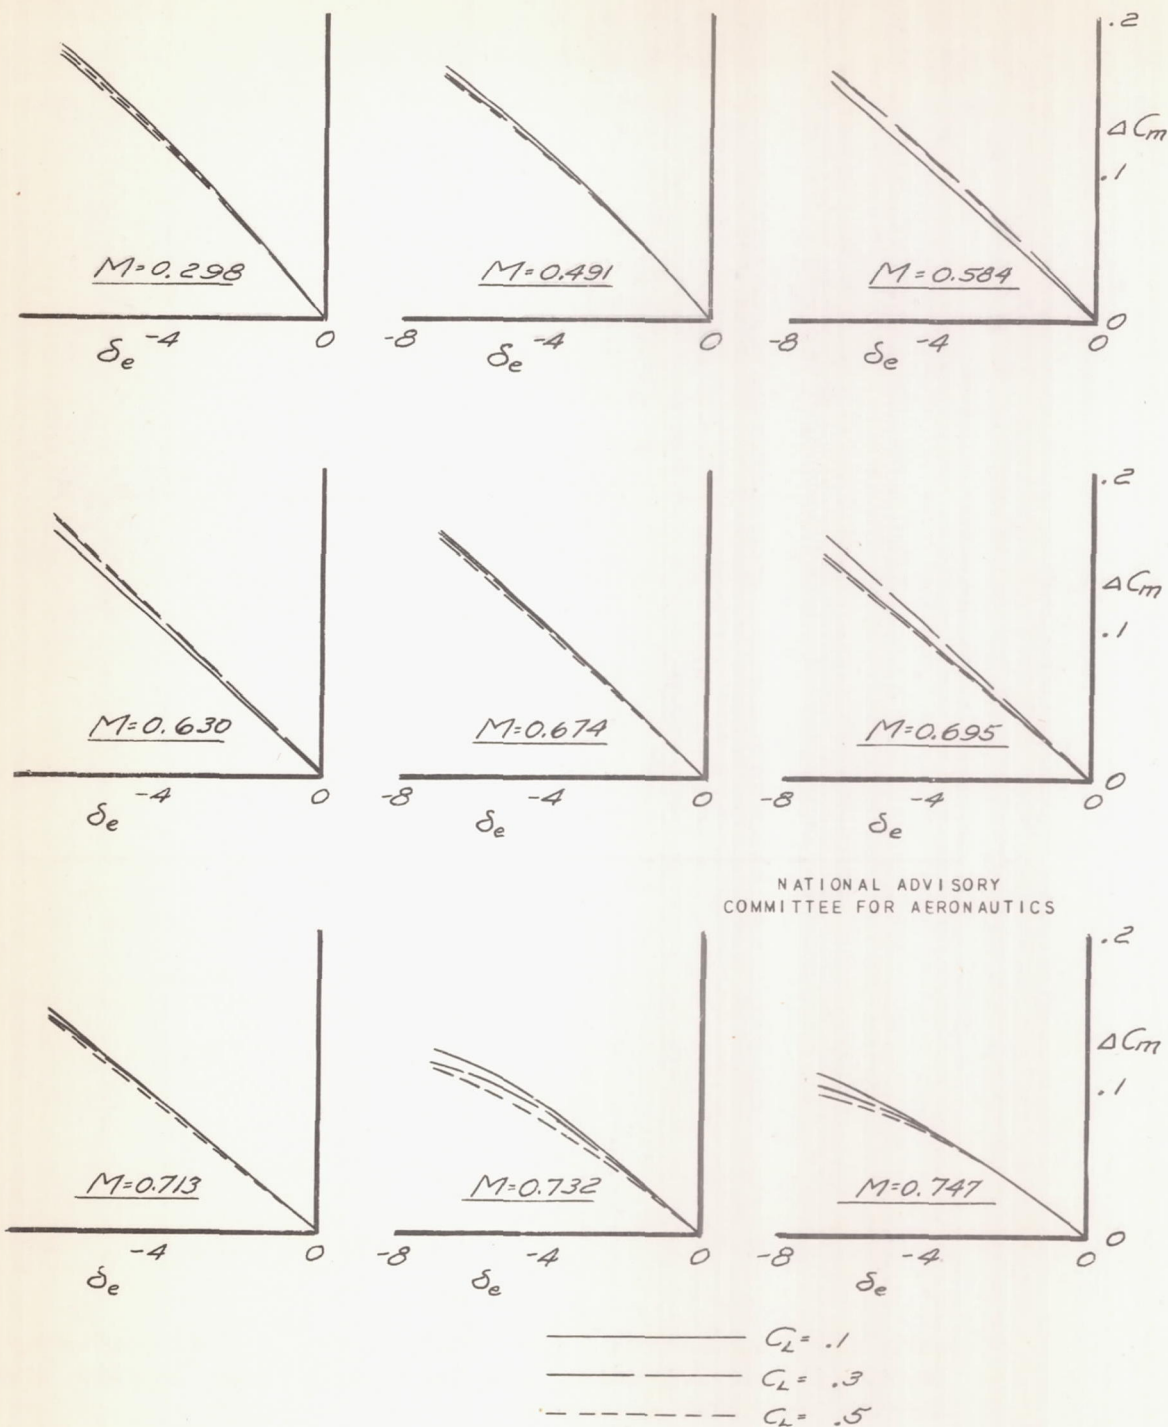 .2
ΔCm
.1
M=0.298
M=0.491
M=0.584
0
-4
0
-8
-4
0
-8
-4
0
δe
δe
δe
.2
ΔCm
.1
M=0.630
M=0.674
M=0.695
0
-4
0
-8
-4
0
-8
-4
0
δe
δe
δe
NATIONAL ADVISORY
COMMITTEE FOR AERONAUTICS
.2
ΔCm
.1
M=0.713
M=0.732
M=0.747
0
-4
0
-8
-4
0
-8
-4
0
δe
δe
δe
CL= .1
CL= .3
CL= .5